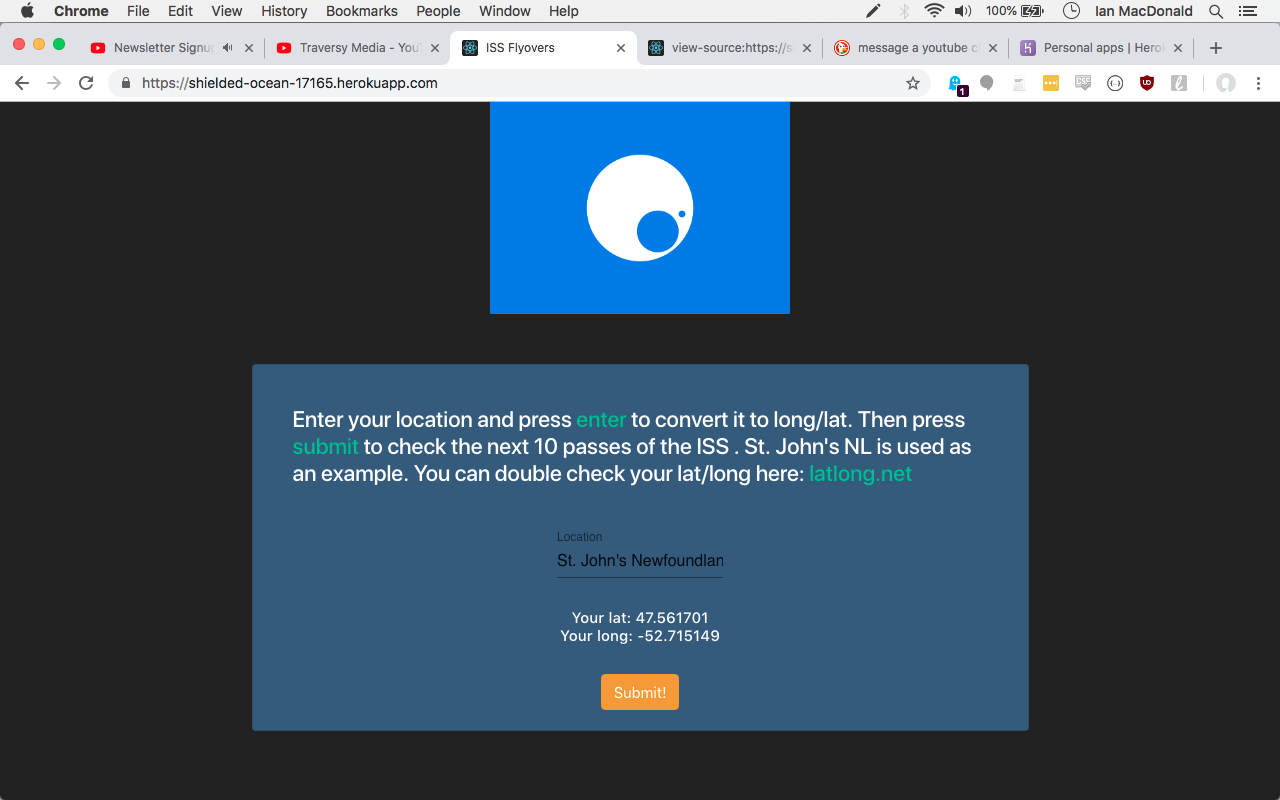 Chrome File Edit View History Bookmarks People Window Help 100% Ian MacDonald
Newsletter Signu Traversy Media - You ISS Flyovers view-source:https://s message a youtube c Personal apps | Hero
https://shielded-ocean-17165.herokuapp.com 1
Enter your location and press enter to convert it to long/lat. Then press
submit to check the next 10 passes of the ISS . St. John's NL is used as
an example. You can double check your lat/long here: latlong.net
Location
St. John's Newfoundlan
Your lat: 47.561701
Your long: -52.715149
Submit!